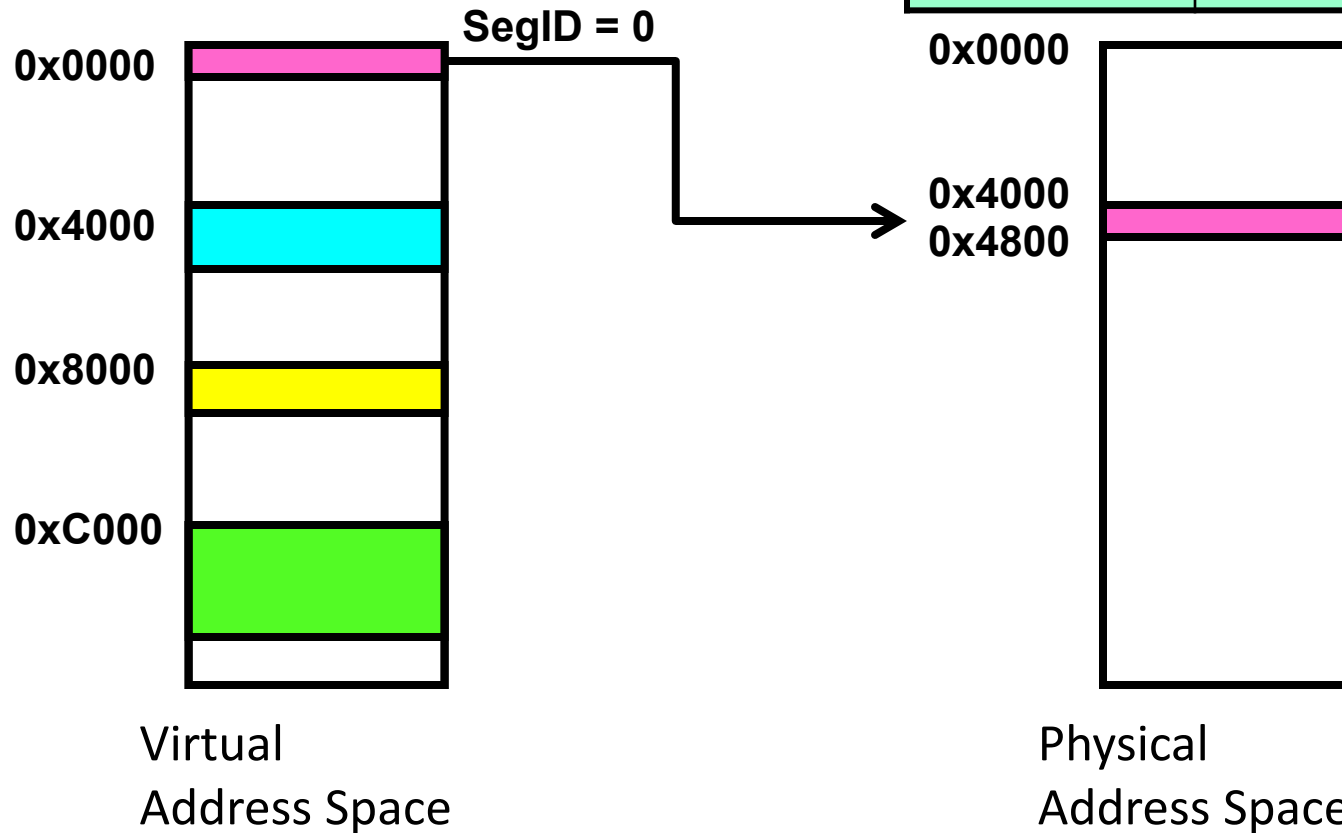 SegID = 0
0x0000
0x4000
0x8000
0xC000
0x0000
0x4000
0x4800
Virtual
Address Space
Physical
Address Space